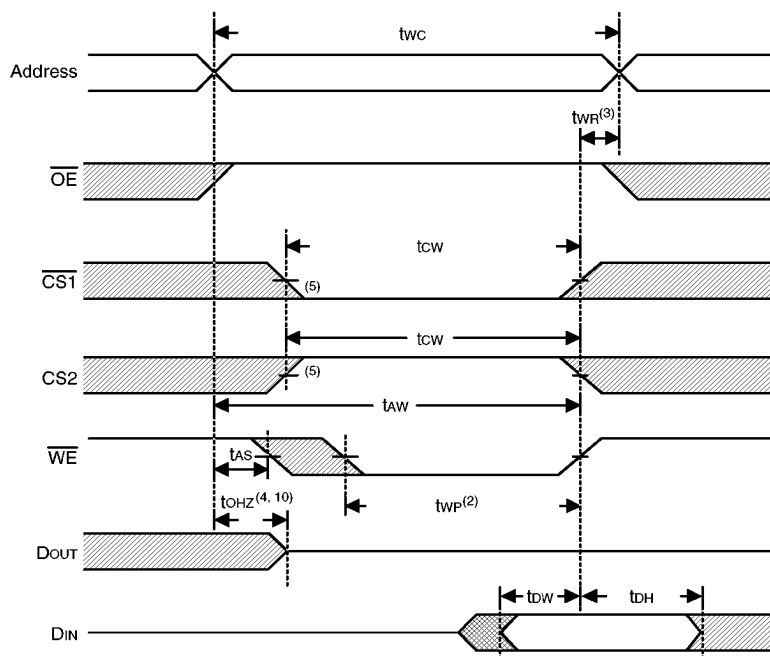 twc
Address
tWR(3)
OE
tCW
CS1
(5)
tCW
CS2
(5)
tAW
WE
tAS
tOHZ(4, 10)
tWP(2)
DOUT
tDW
tDH
DIN